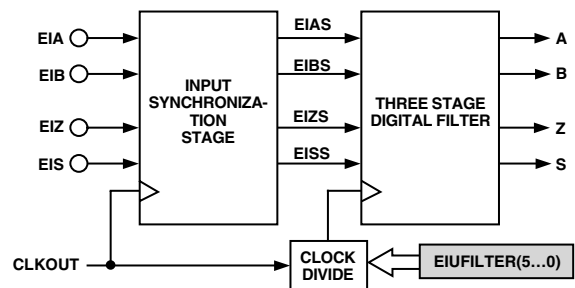 EIA
EIB
EIZ
EIS
INPUT
SYNCHRONIZA-
TION
STAGE
EIAS
EIBS
EIZS
EISS
THREE STAGE
DIGITAL FILTER
A
B
Z
S
CLKOUT
CLOCK
DIVIDE
EIUFILTER(5...0)